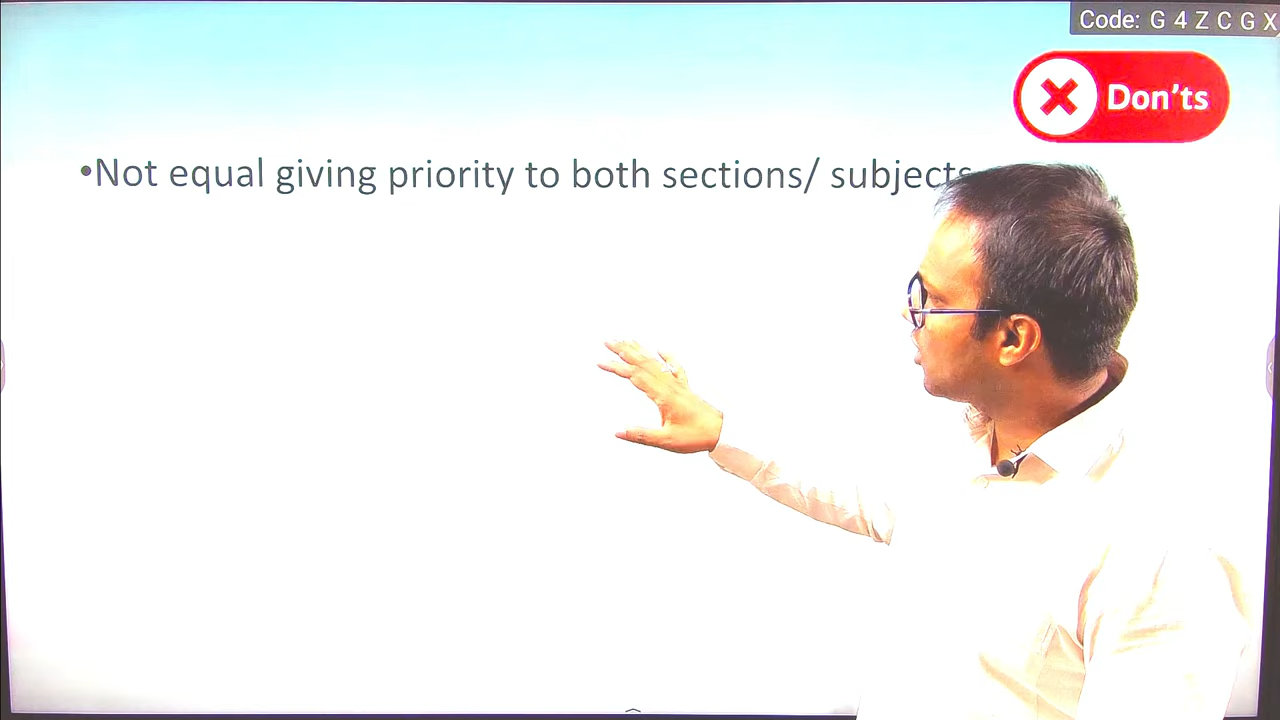 Code: G 4 Z C G X
Don'ts
•Not equal giving priority to both sections/ subjects